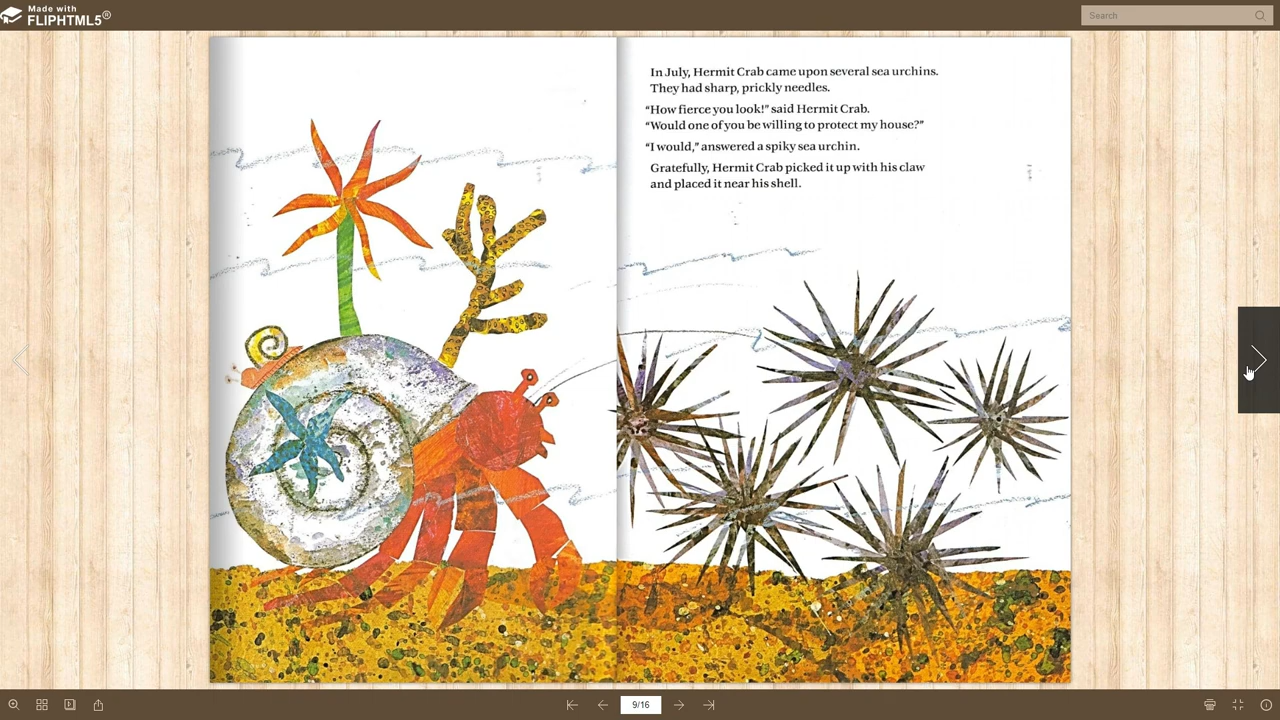 Made with
FLIPHTML5®
Search
In July, Hermit Crab came upon several sea urchins.
They had sharp, prickly needles.
“How fierce you look!” said Hermit Crab.
“Would one of you be willing to protect my house?”
“I would,” answered a spiky sea urchin.
Gratefully, Hermit Crab picked it up with his claw
and placed it near his shell.
9/16